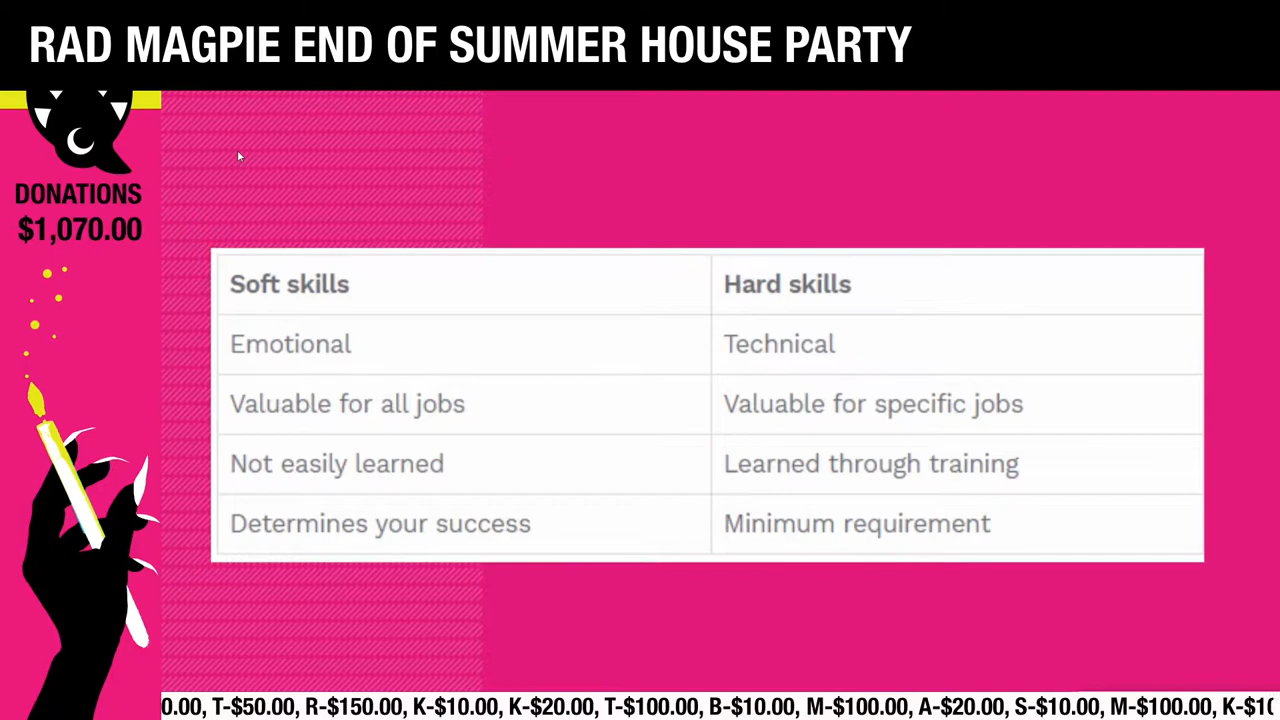 RAD MAGPIE END OF SUMMER HOUSE PARTY
DONATIONS
$1,070.00
Soft skills Hard skills
Emotional Technical
Valuable for all jobs Valuable for specific jobs
Not easily learned Learned through training
Determines your success Minimum requirement
0.00, T-$50.00, R-$150.00, K-$10.00, K-$20.00, T-$100.00, B-$10.00, M-$100.00, A-$20.00, S-$10.00, M-$100.00,